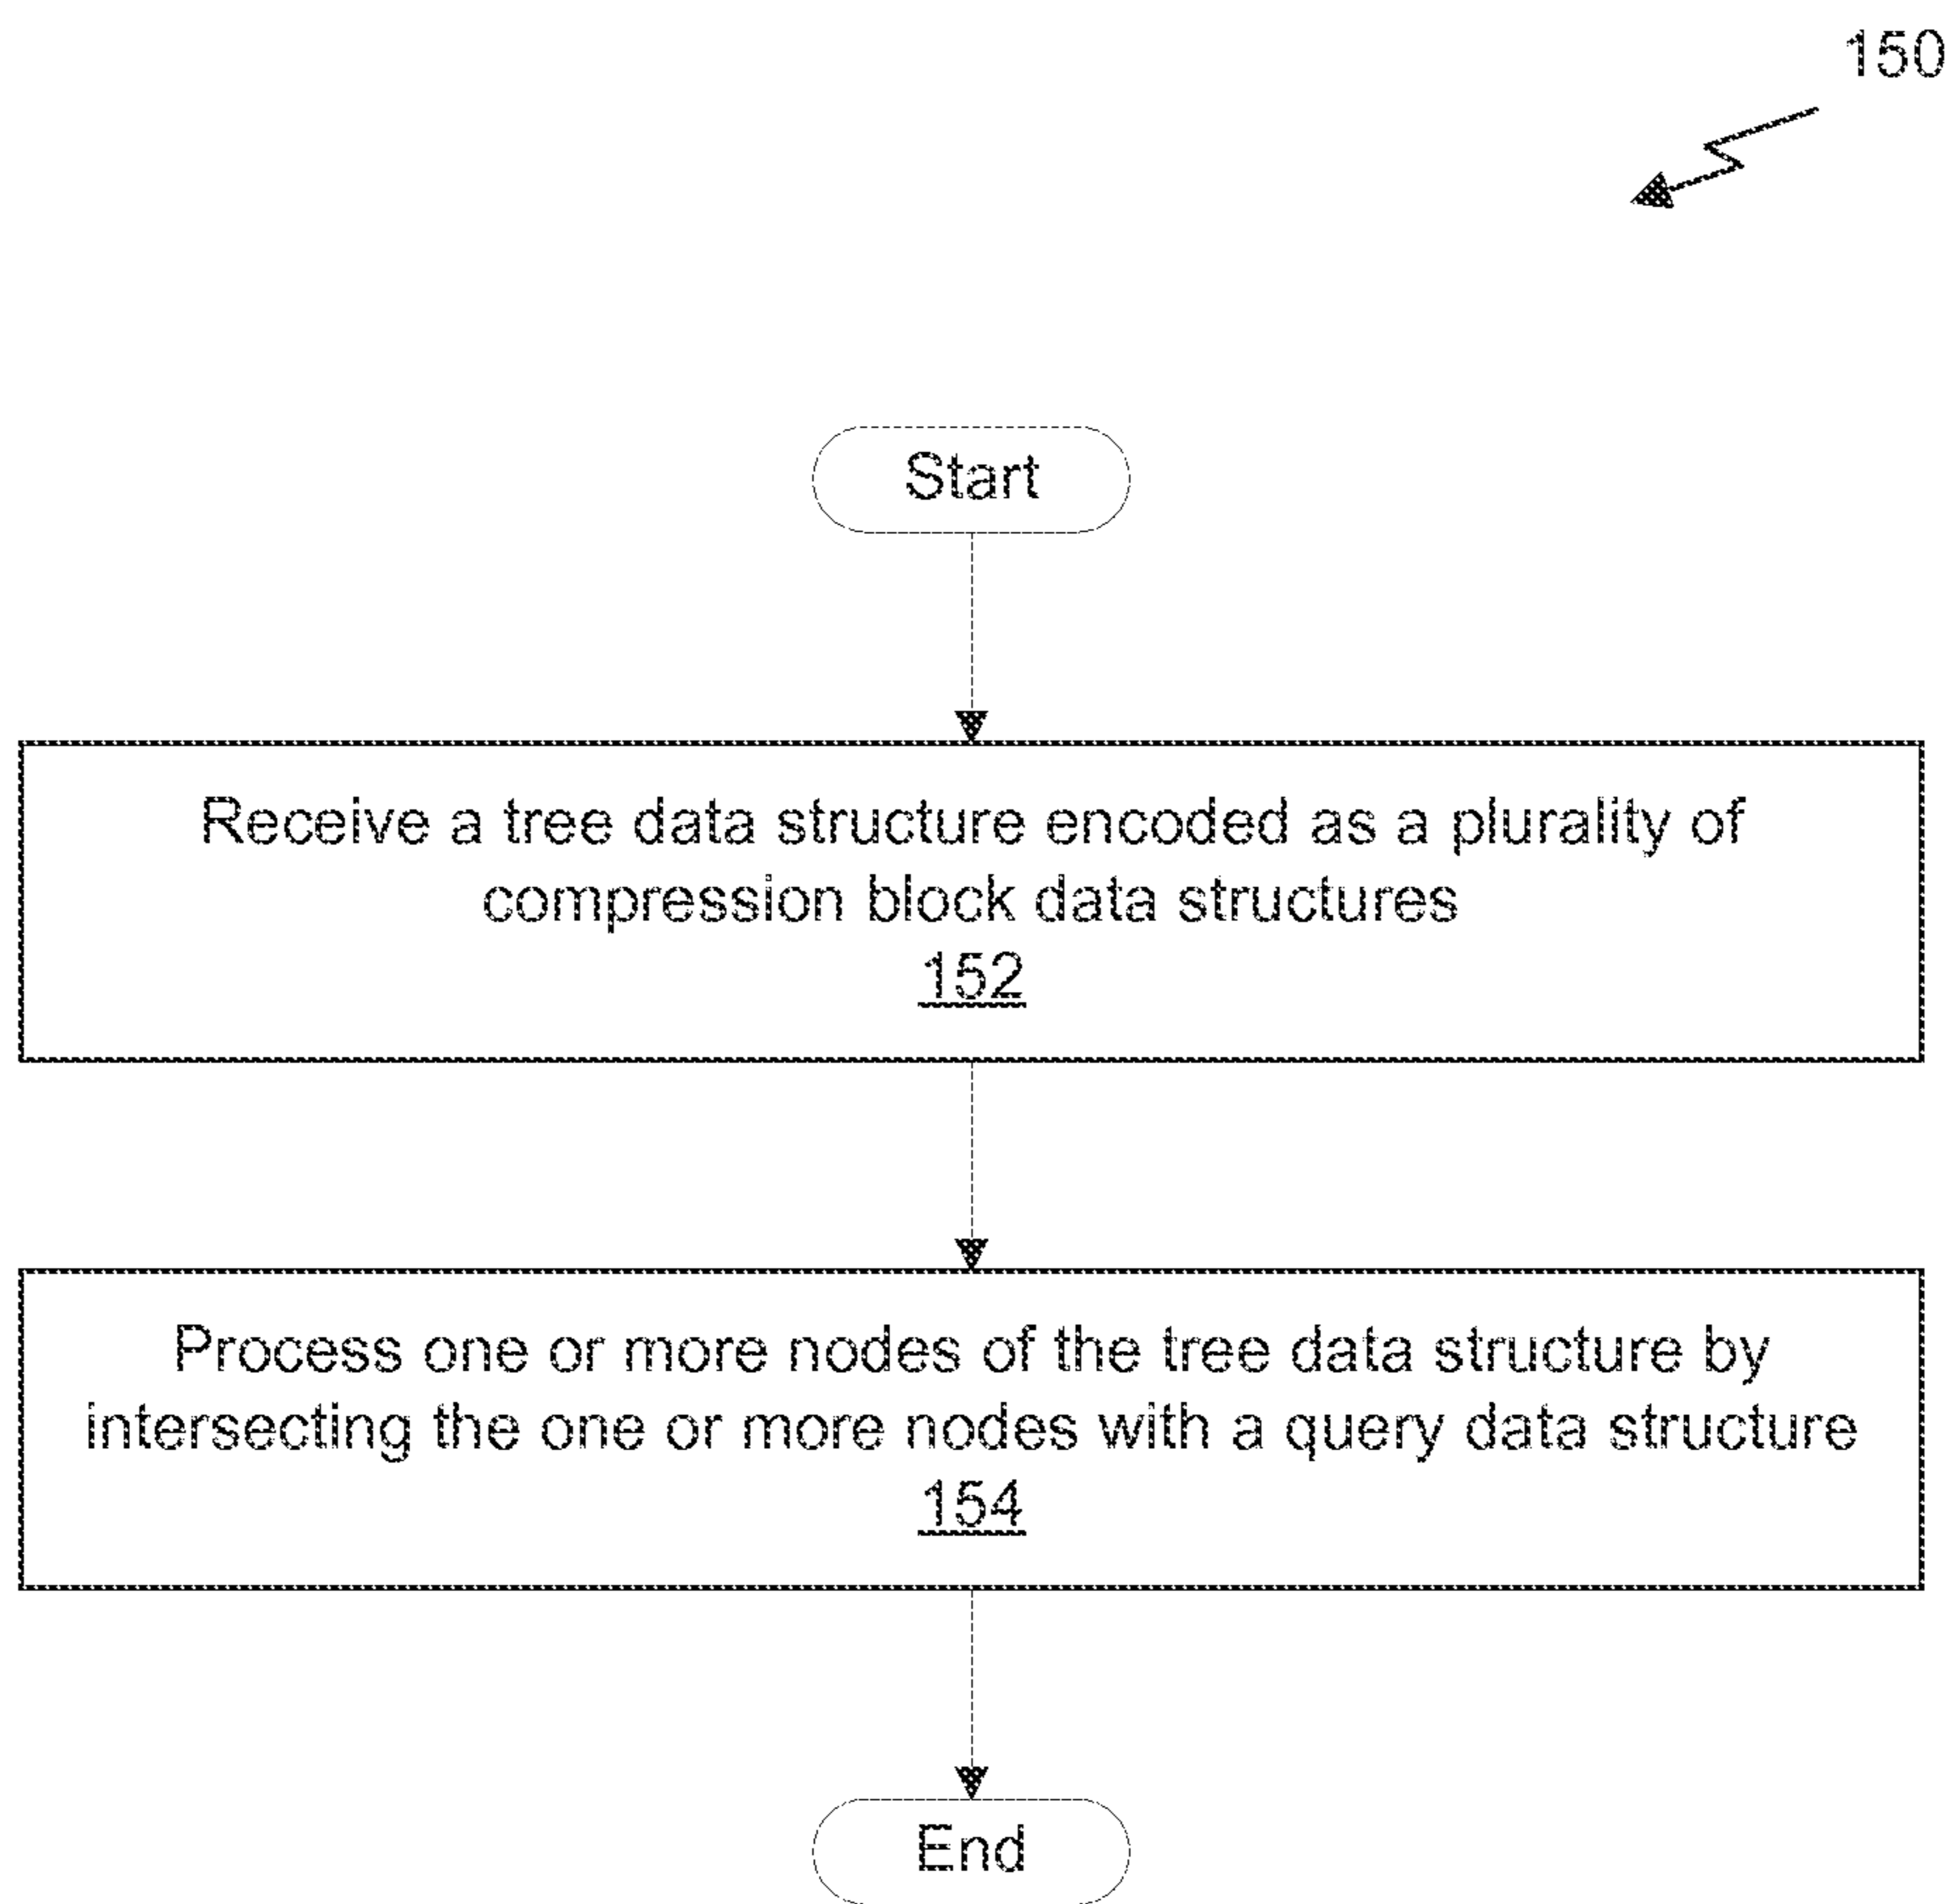 150
Start
Receive a tree data structure encoded as a plurality of
compression block data structures
152
Process one or more nodes of the tree data structure by
intersecting the one or more nodes with a query data structure
154
End